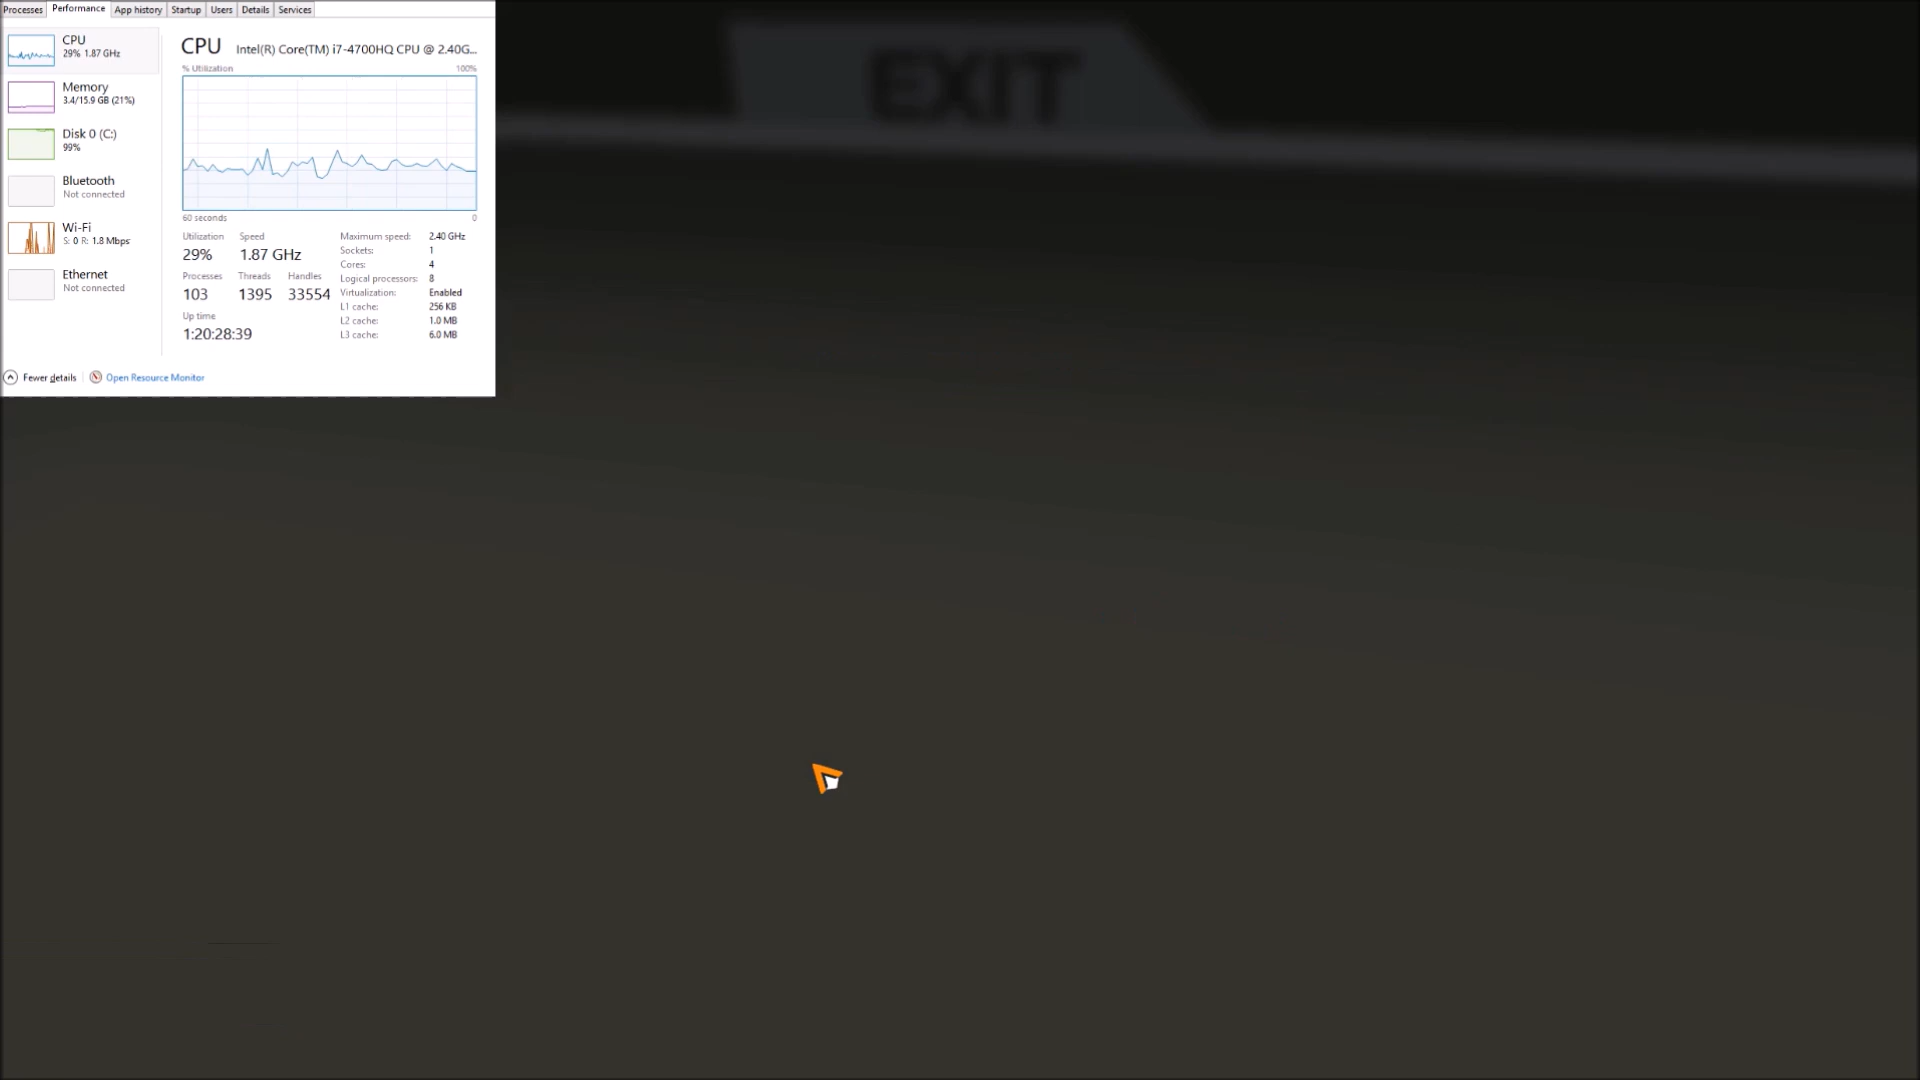 Processes Performance App history Startup Users Details Services
CPU
29% 1.87 GHz
Memory
3.4/15.9 GB (21%)
Disk 0 (C:)
99%
Bluetooth
Not connected
Wi-Fi
S: 0 R: 1.8 Mbps
Ethernet
Not connected
CPU Intel(R) Core(TM) i7-4700HQ CPU @ 2.40G...
% Utilization 100%
60 seconds 0
Utilization Speed
29% 1.87 GHz
Processes Threads Handles
103 1395 33554
Up time
1:20:28:39
Maximum speed: 2.40 GHz
Sockets: 1
Cores: 4
Logical processors: 8
Virtualization: Enabled
L1 cache: 256 KB
L2 cache: 1.0 MB
L3 cache: 6.0 MB
Fewer details Open Resource Monitor
EXIT